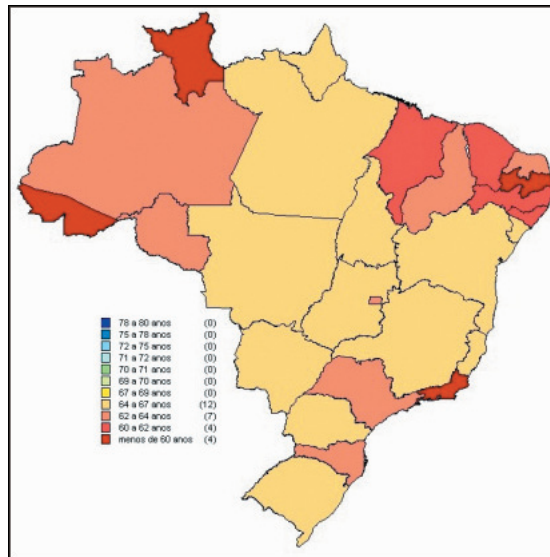 78 a 80 anos (0)
75 a 78 anos (0)
72 a 75 anos (0)
71 a 72 anos (0)
70 a 71 anos (0)
69 a 70 anos (0)
67 a 69 anos (0)
64 a 67 anos (12)
62 a 64 anos (7)
60 a 62 anos (4)
menos de 60 anos (4)